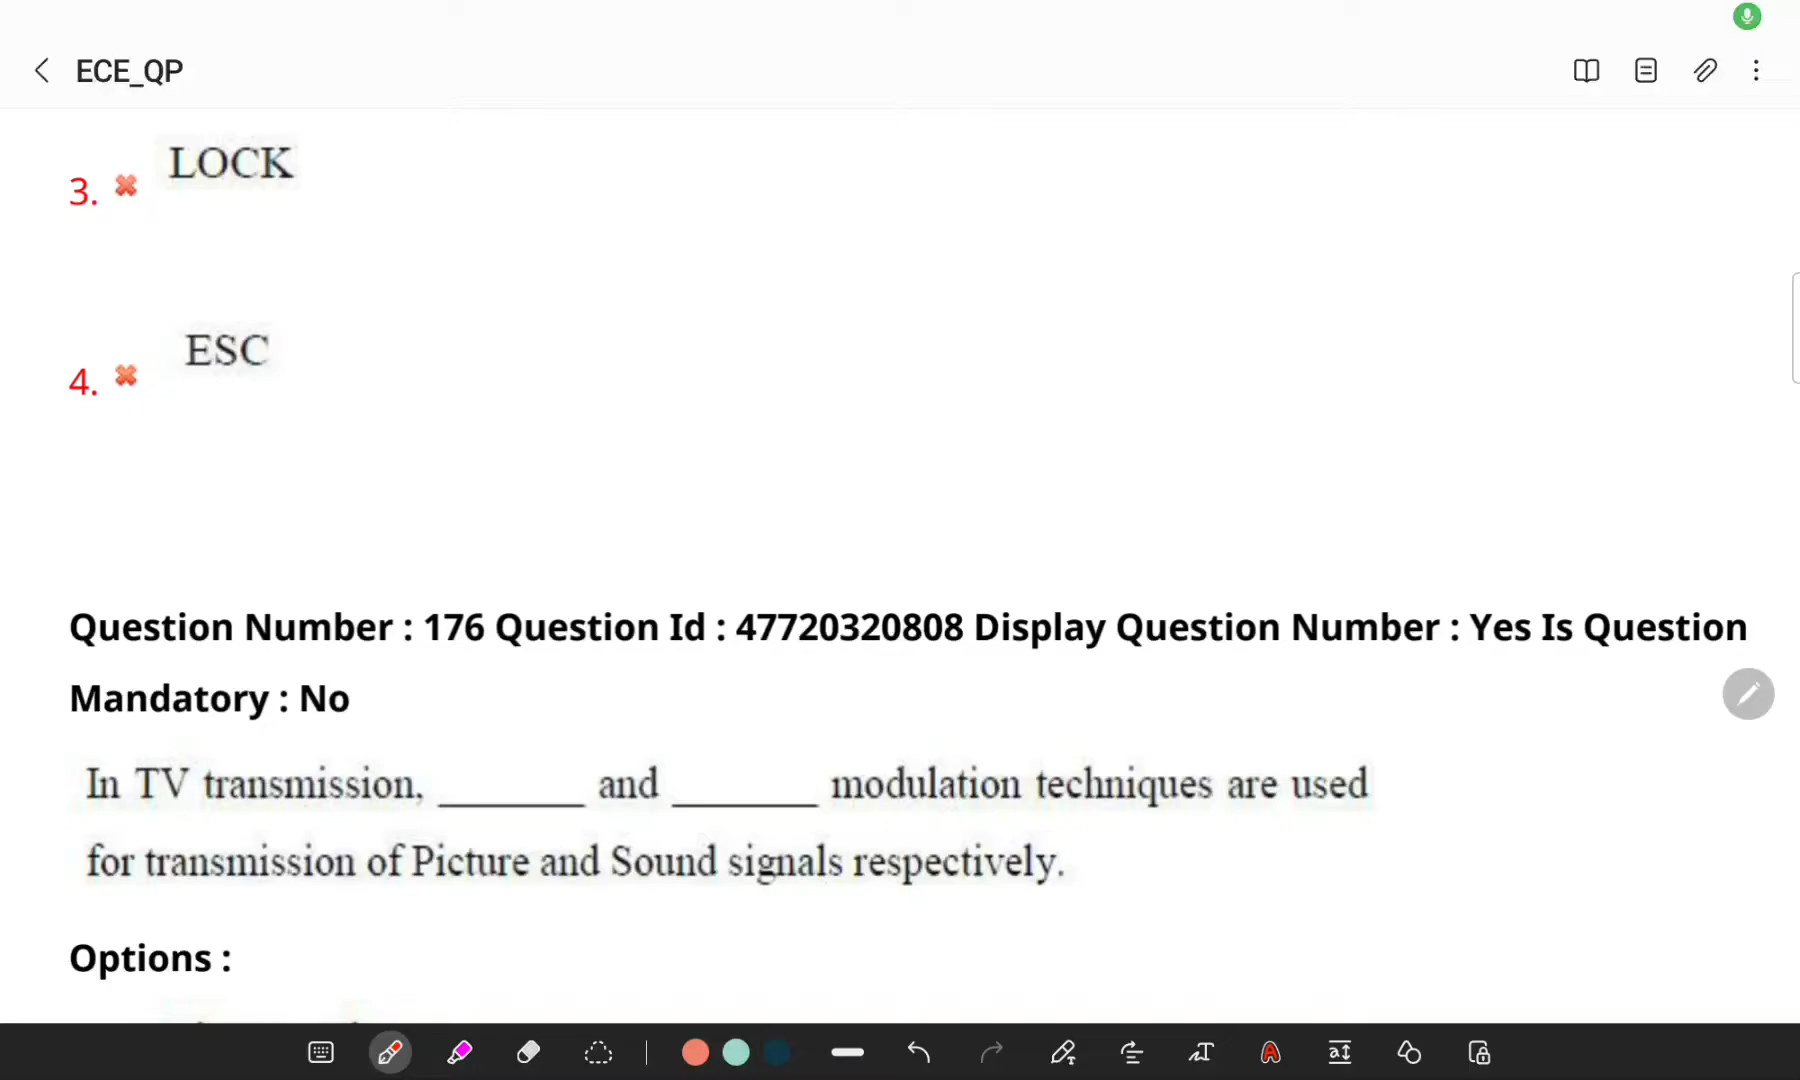 ECE_QP
LOCK
3.
ESC
4.
Question Number : 176 Question Id : 47720320808 Display Question Number : Yes Is Question
Mandatory : No
In TV transmission, _______ and _______ modulation techniques are used
for transmission of Picture and Sound signals respectively.
Options :